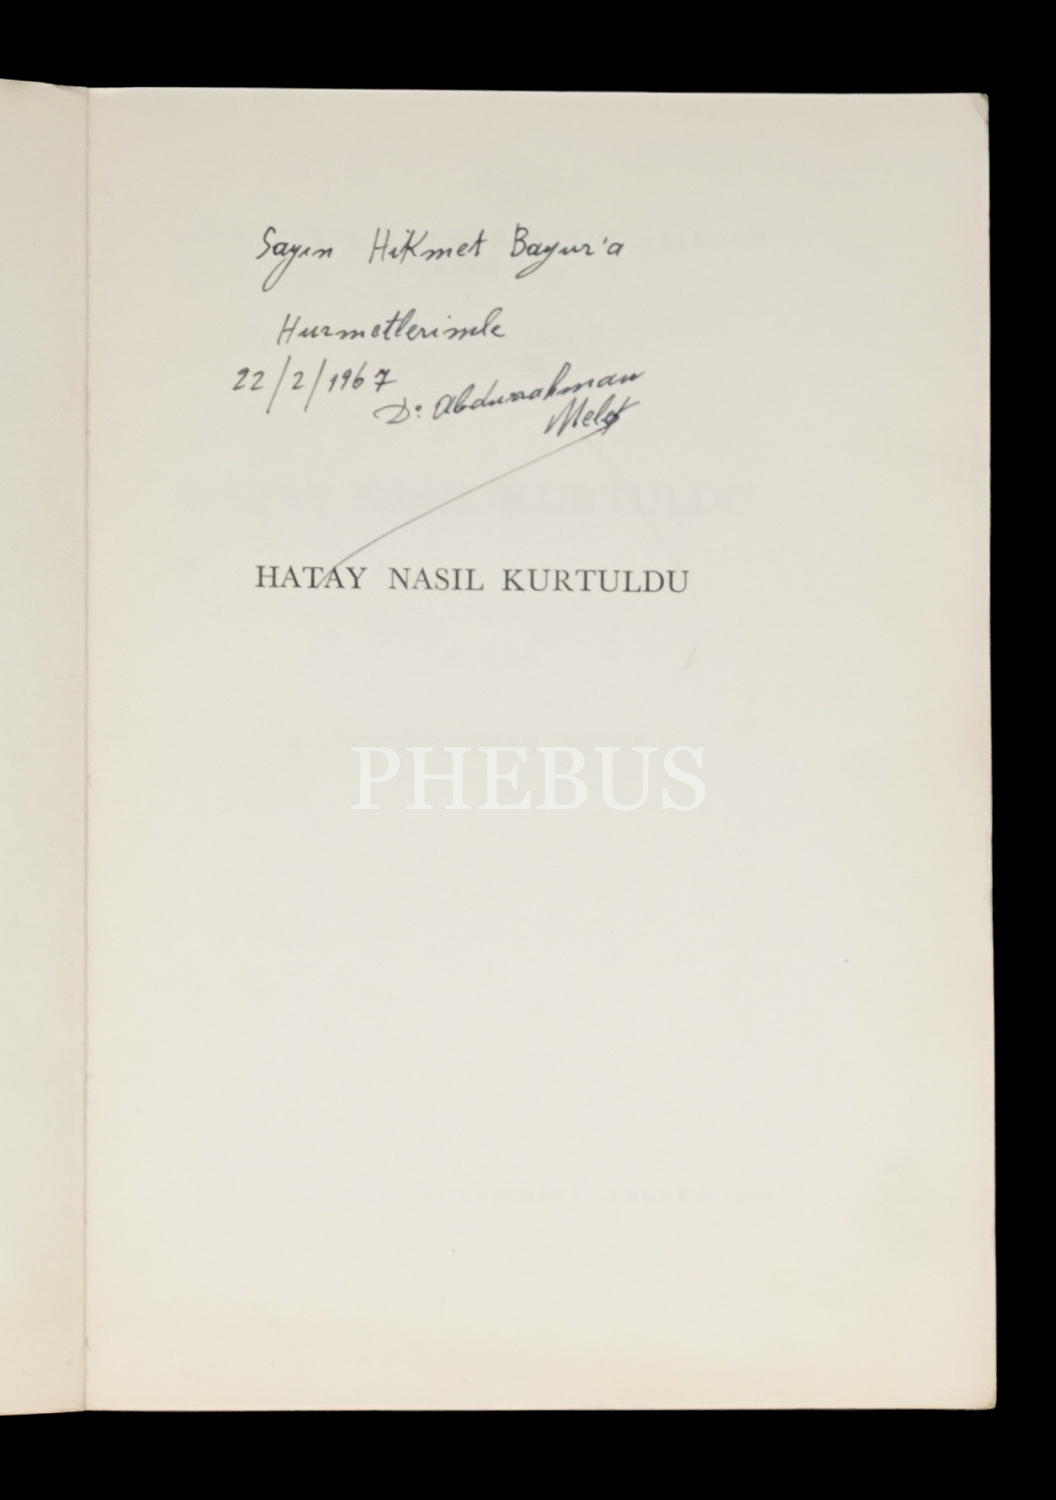 Sayın Hikmet Bayur'a
Hurmetlerimle
22/2/1967
Dr. Abdurrahman
Melek
HATAY NASIL KURTULDU
PHEBUS